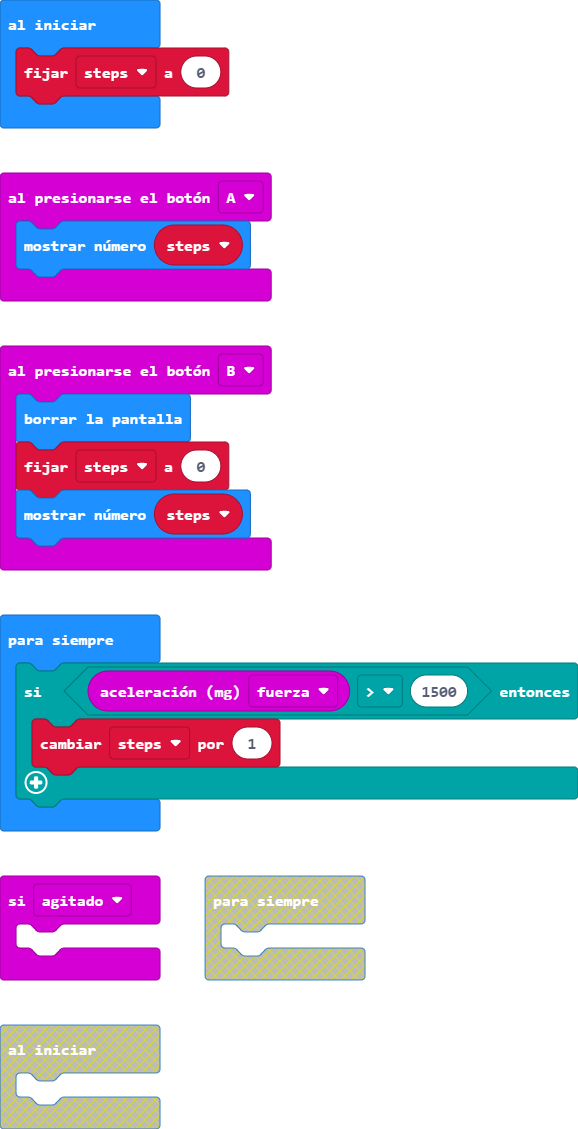 al iniciar
fijar steps a 0
al presionarse el botón A
mostrar número steps
al presionarse el botón B
borrar la pantalla
fijar steps a 0
mostrar número steps
para siempre
si aceleración (mg) fuerza > 1500 entonces
cambiar steps por 1
si agitado
para siempre
al iniciar